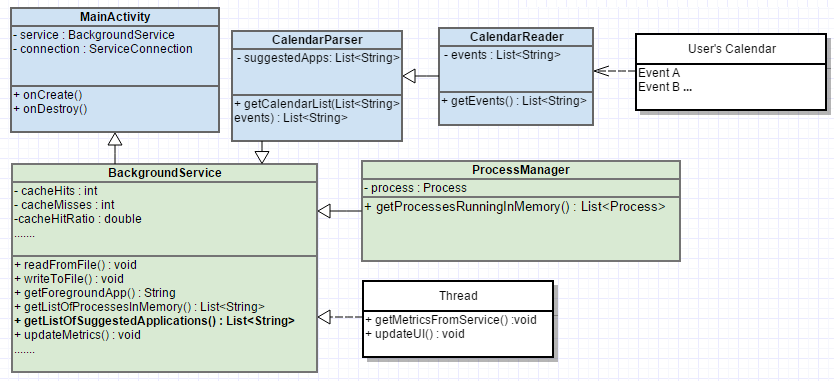 MainActivity
- service : BackgroundService
- connection : ServiceConnection
+ onCreate()
+ onDestroy()
CalendarParser
- suggestedApps: List<String>
+ getCalendarList(List<String>
events) : List<String>
CalendarReader
- events : List<String>
+ getEvents() : List<String>
User's Calendar
Event A
Event B ...
BackgroundService
- cacheHits : int
- cacheMisses : int
-cacheHitRatio : double
.......
+ readFromFile() : void
+ writeToFile() : void
+ getForegroundApp() : String
+ getListOfProcessesInMemory() : List<String>
+ getListOfSuggestedApplications() : List<String>
+ updateMetrics() : void
.......
ProcessManager
- process : Process
+ getProcessesRunningInMemory() : List<Process>
Thread
+ getMetricsFromService() :void
+ updateUI() : void